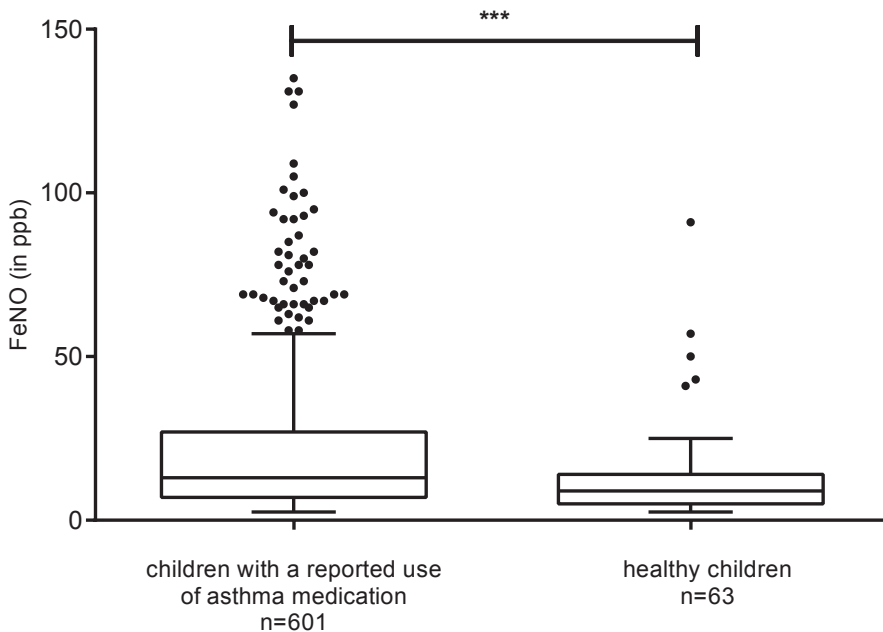 ***
150
100
50
0
FeNO (in ppb)
children with a reported use
of asthma medication
n=601
healthy children
n=63